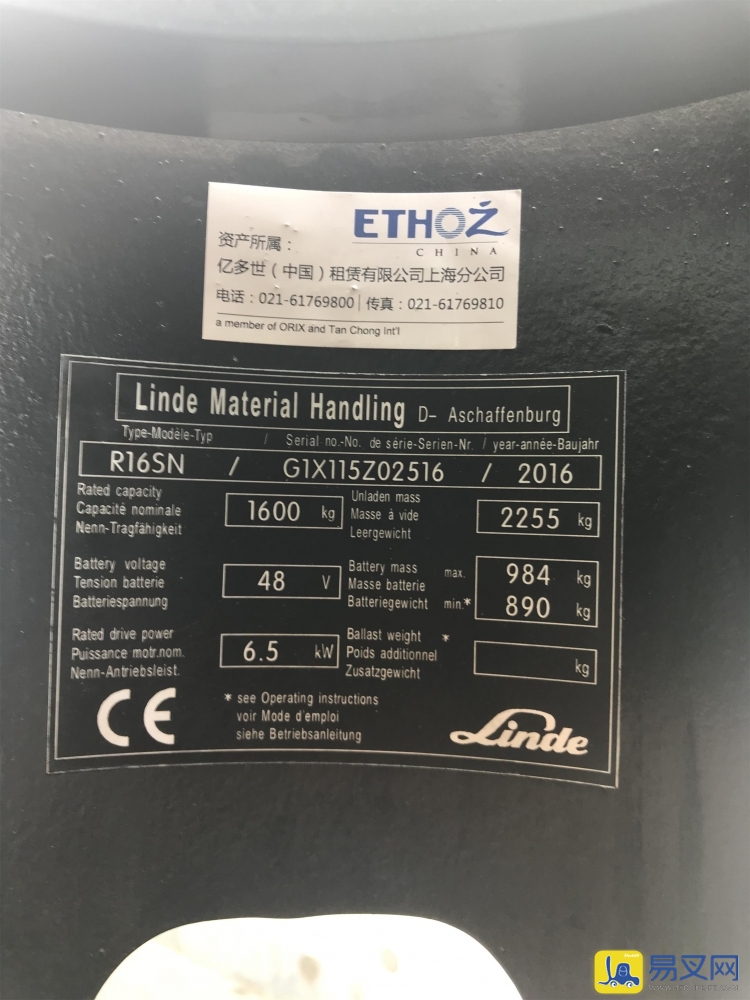 ETHOZ
CHINA
资产所属：
亿多世（中国）租赁有限公司上海分公司
电话：021-61769800 | 传真：021-61769810
a member of ORIX and Tan Chong Int'l
Linde Material Handling D- Aschaffenburg
Type-Modèle-Typ / Serial no.-No. de série-Serien-Nr. / year-année-Baujahr
R16SN / G1X115Z02516 / 2016
Rated capacity
Capacité nominale
Nenn-Tragfähigkeit
1600 kg
Unladen mass
Masse à vide
Leergewicht
2255 kg
Battery voltage
Tension batterie
Batteriespannung
48 V
Battery mass
Masse batterie
Batteriegewicht
max. 984 kg
min.* 890 kg
Rated drive power
Puissance motr.nom.
Nenn-Antriebsleist.
6.5 kW
Ballast weight *
Poids additionnel
Zusatzgewicht
kg
CE
* see Operating instructions
voir Mode d'emploi
siehe Betriebsanleitung
Linde
易叉网